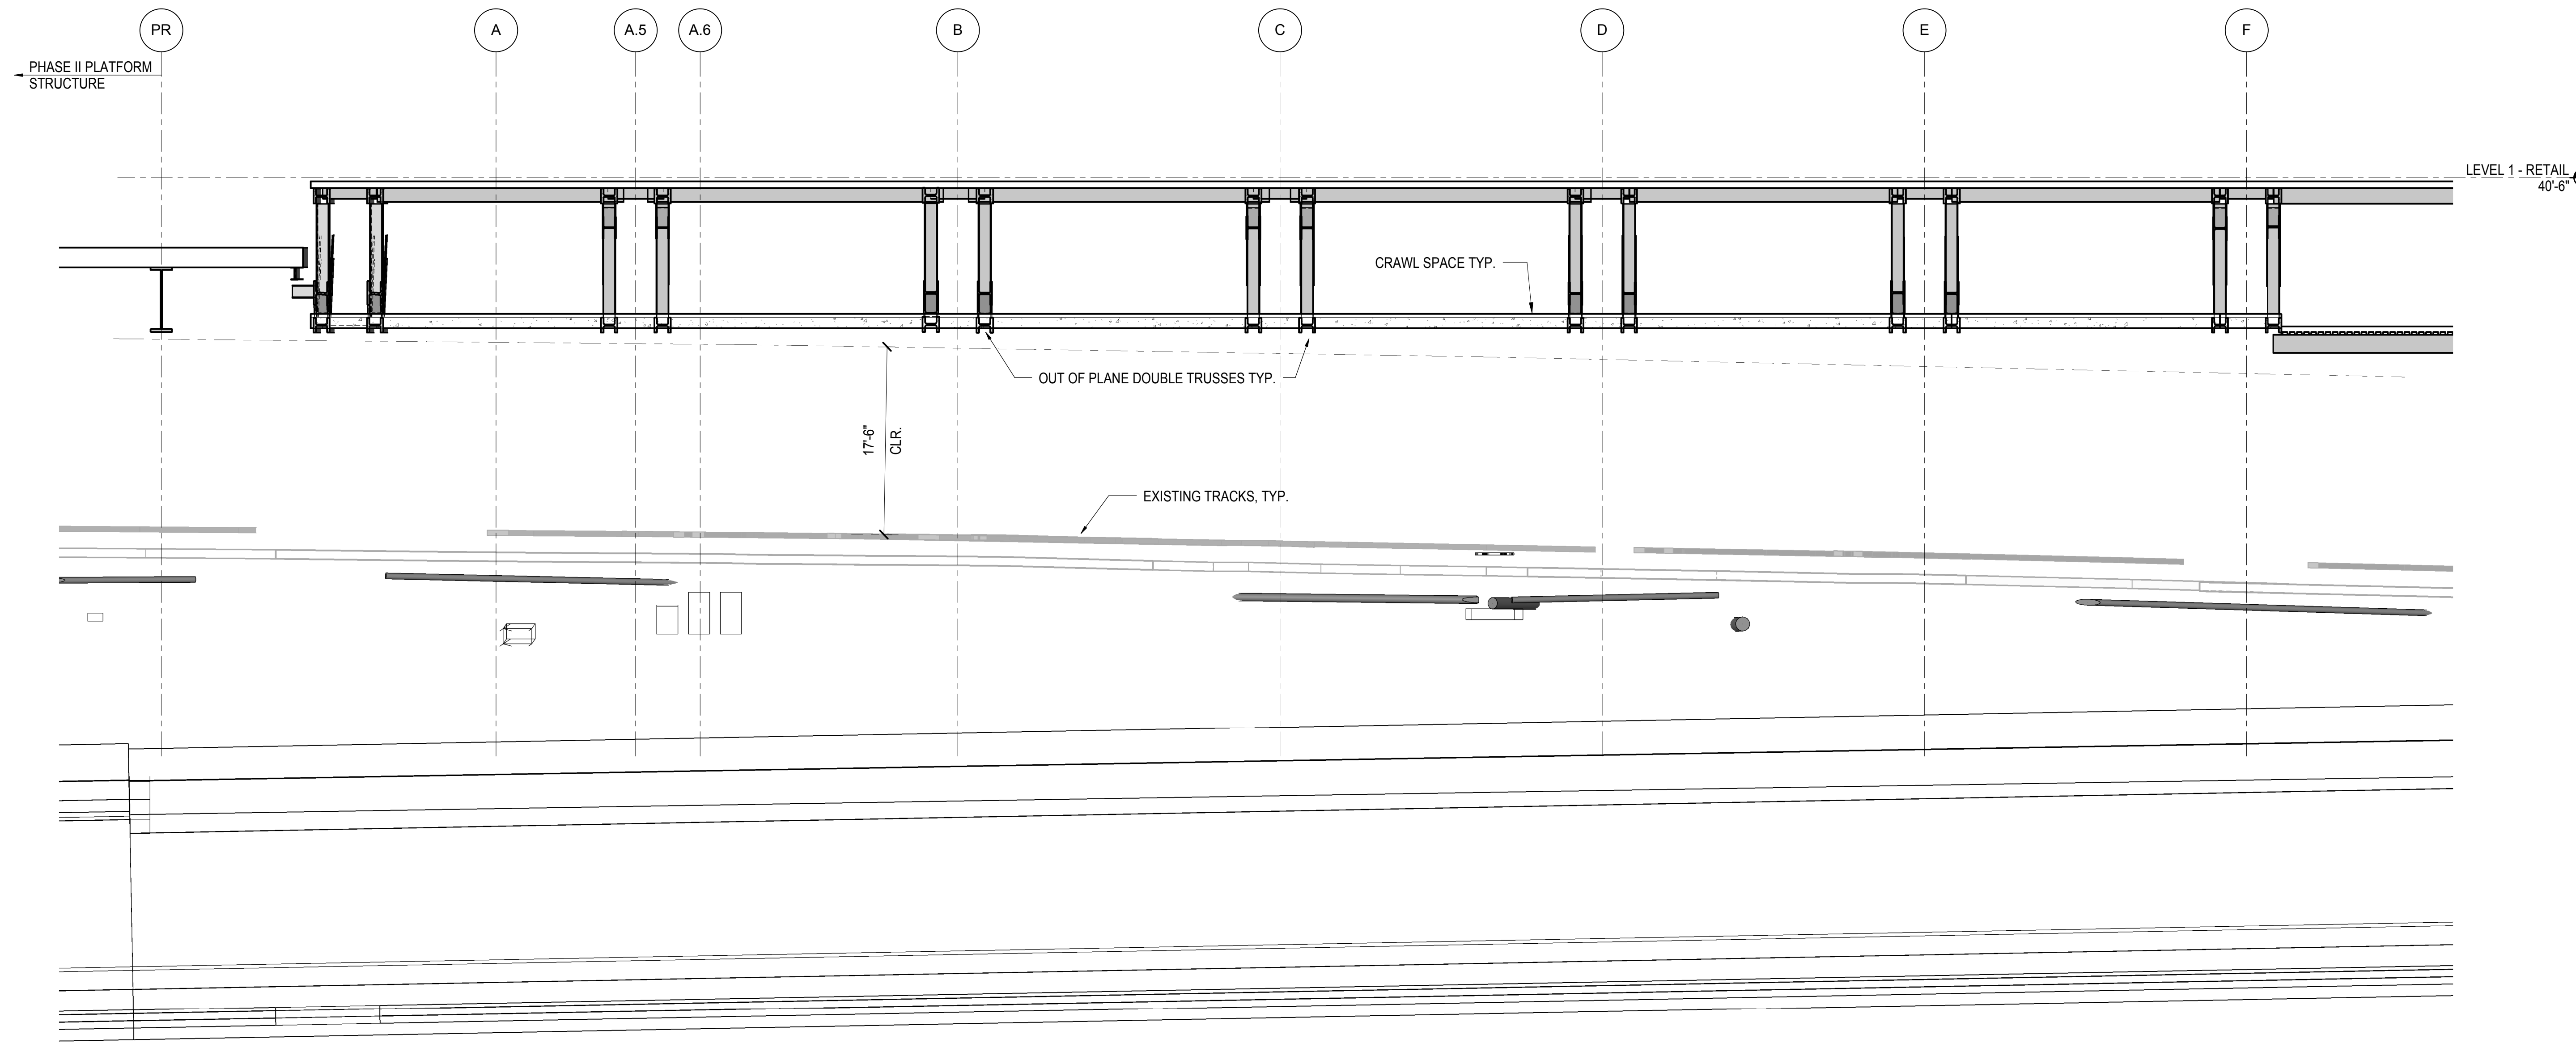 PR
A
A.5
A.6
B
C
D
E
F
PHASE II PLATFORM
STRUCTURE
LEVEL 1 - RETAIL
40'-6"
CRAWL SPACE TYP.
OUT OF PLANE DOUBLE TRUSSES TYP.
17'-6"
CLR.
EXISTING TRACKS, TYP.